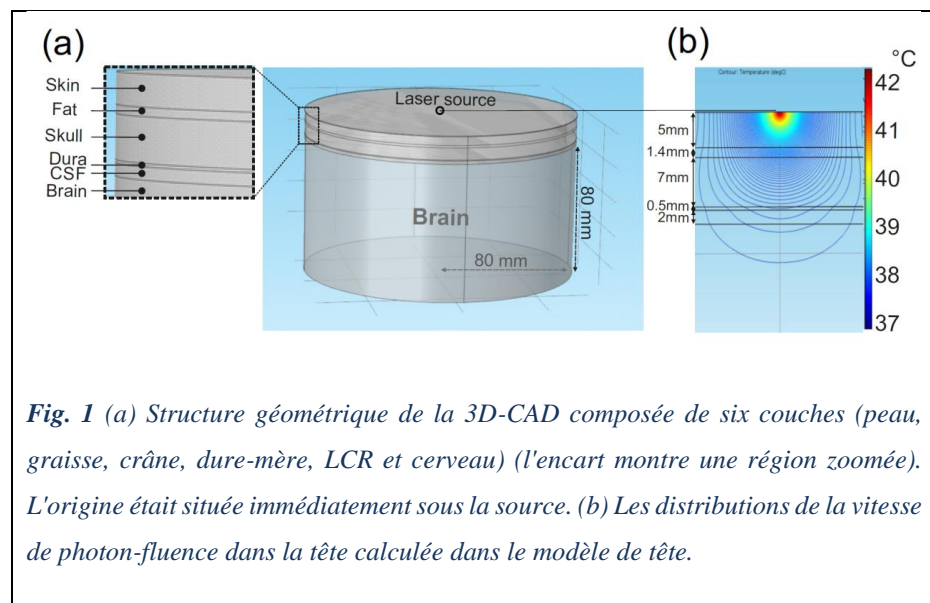 (a)
(b)
Skin
Fat
Skull
Dura
CSF
Brain
Laser source
Brain
80 mm
80 mm
Contour: Temperature (degC)
°C
5mm
1.4mm
7mm
0.5mm
2mm
42
41
40
39
38
37
Fig. 1 (a) Structure géométrique de la 3D-CAD composée de six couches (peau,
graisse, crâne, dure-mère, LCR et cerveau) (l'encart montre une région zoomée).
L'origine était située immédiatement sous la source. (b) Les distributions de la vitesse
de photon-fluence dans la tête calculée dans le modèle de tête.